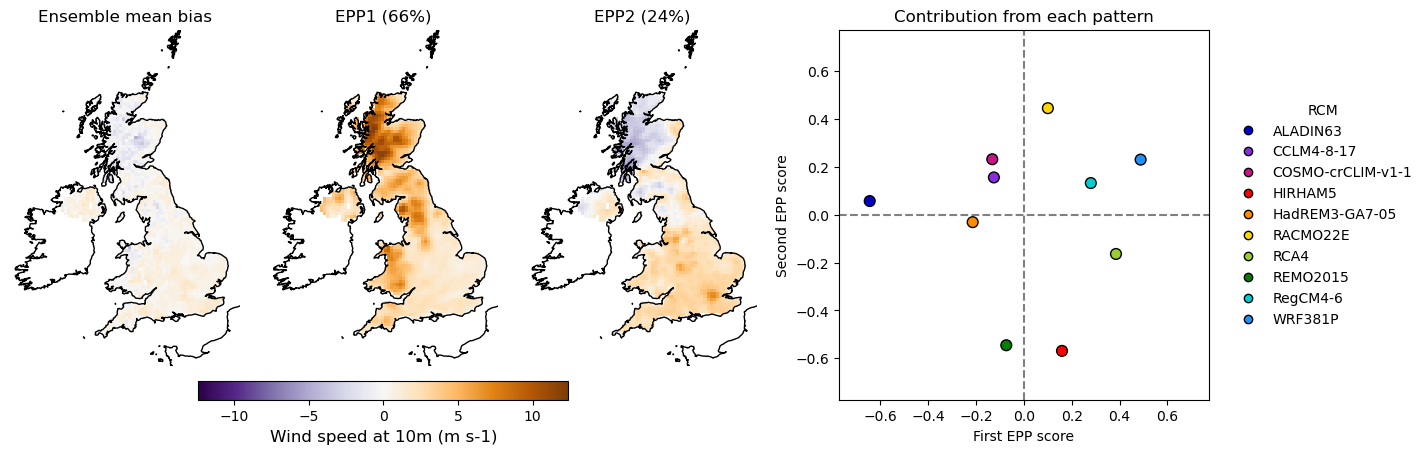 Ensemble mean bias
EPP1 (66%)
EPP2 (24%)
Contribution from each pattern
0.6
0.4
0.2
0.0
−0.2
−0.4
−0.6
Second EPP score
−0.6
−0.4
−0.2
0.0
0.2
0.4
0.6
First EPP score
RCM
ALADIN63
CCLM4-8-17
COSMO-crCLIM-v1-1
HIRHAM5
HadREM3-GA7-05
RACMO22E
RCA4
REMO2015
RegCM4-6
WRF381P
−10
−5
0
5
10
Wind speed at 10m (m s-1)